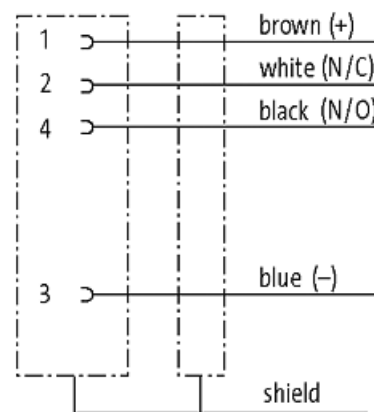 1 brown (+)
2 white (N/C)
4 black (N/O)
3 blue (–)
shield